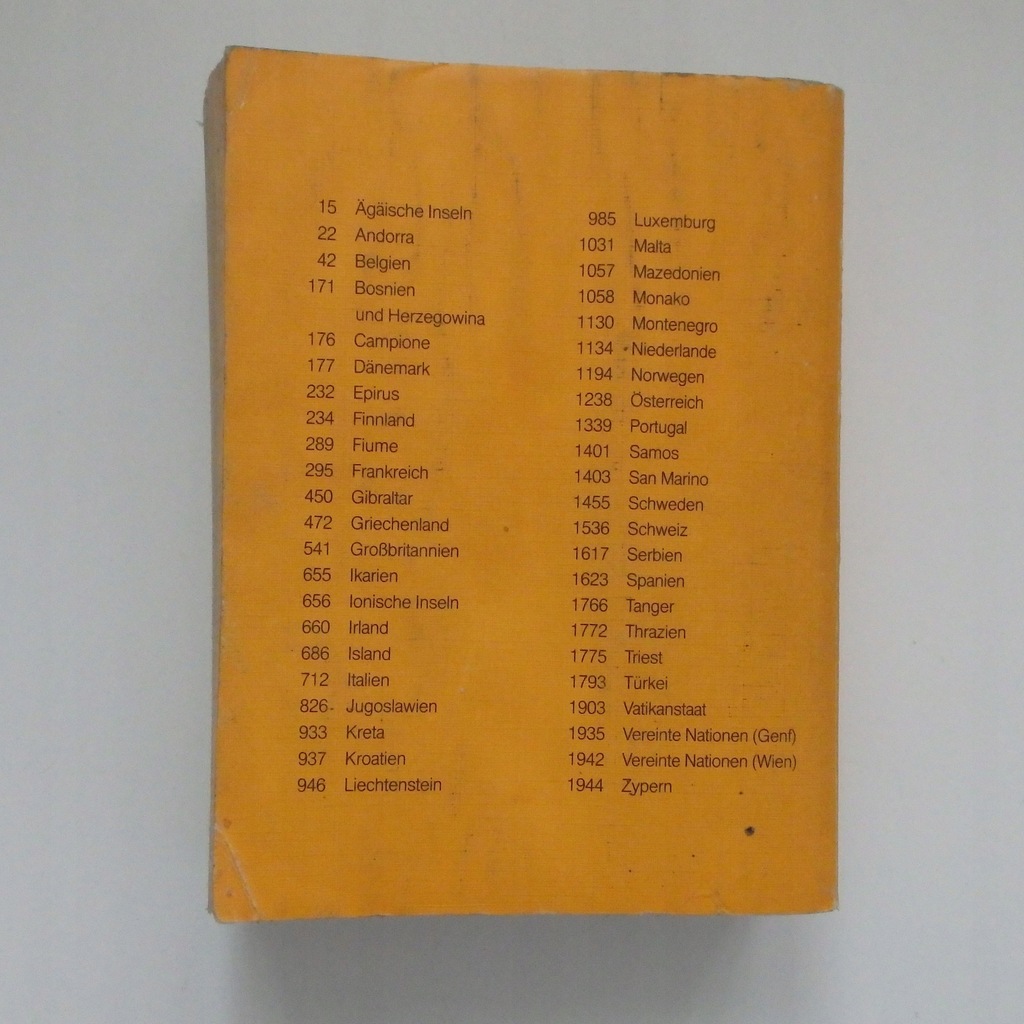 15 Ägäische Inseln
22 Andorra
42 Belgien
171 Bosnien
und Herzegowina
176 Campione
177 Dänemark
232 Epirus
234 Finnland
289 Fiume
295 Frankreich
450 Gibraltar
472 Griechenland
541 Großbritannien
655 Ikarien
656 Ionische Inseln
660 Irland
686 Island
712 Italien
826 Jugoslawien
933 Kreta
937 Kroatien
946 Liechtenstein
985 Luxemburg
1031 Malta
1057 Mazedonien
1058 Monako
1130 Montenegro
1134 Niederlande
1194 Norwegen
1238 Österreich
1339 Portugal
1401 Samos
1403 San Marino
1455 Schweden
1536 Schweiz
1617 Serbien
1623 Spanien
1766 Tanger
1772 Thrazien
1775 Triest
1793 Türkei
1903 Vatikanstaat
1935 Vereinte Nationen (Genf)
1942 Vereinte Nationen (Wien)
1944 Zypern